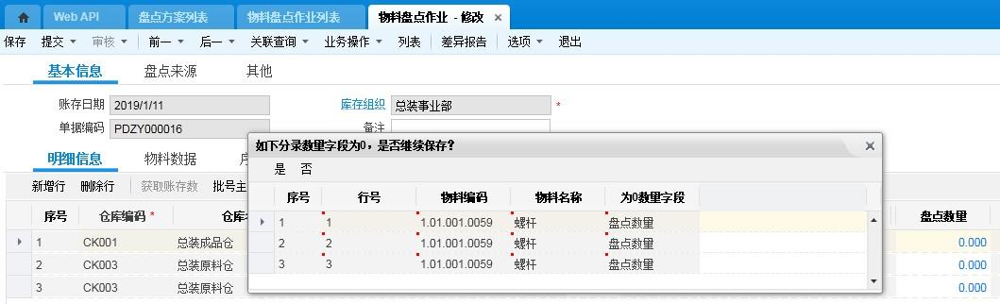 Web API 盘点方案列表 物料盘点作业列表 物料盘点作业 - 修改
保存 提交 审核 前一 后一 关联查询 业务操作 列表 差异报告 选项 退出
基本信息 盘点来源 其他
账存日期 2019/1/11 库存组织 总装事业部 *
单据编码 PDZY000016 备注
如下分录数量字段为0，是否继续保存?
是 否
序号 行号 物料编码 物料名称 为0数量字段
1 1 1.01.001.0059 螺杆 盘点数量
2 2 1.01.001.0059 螺杆 盘点数量
3 3 1.01.001.0059 螺杆 盘点数量
明细信息 物料数据
新增行 删除行 获取账存数 批号主
序号 仓库编码 * 盘点数量
1 CK001 总装成品仓 0.000
2 CK003 总装原料仓 0.000
3 CK003 总装原料仓 0.000